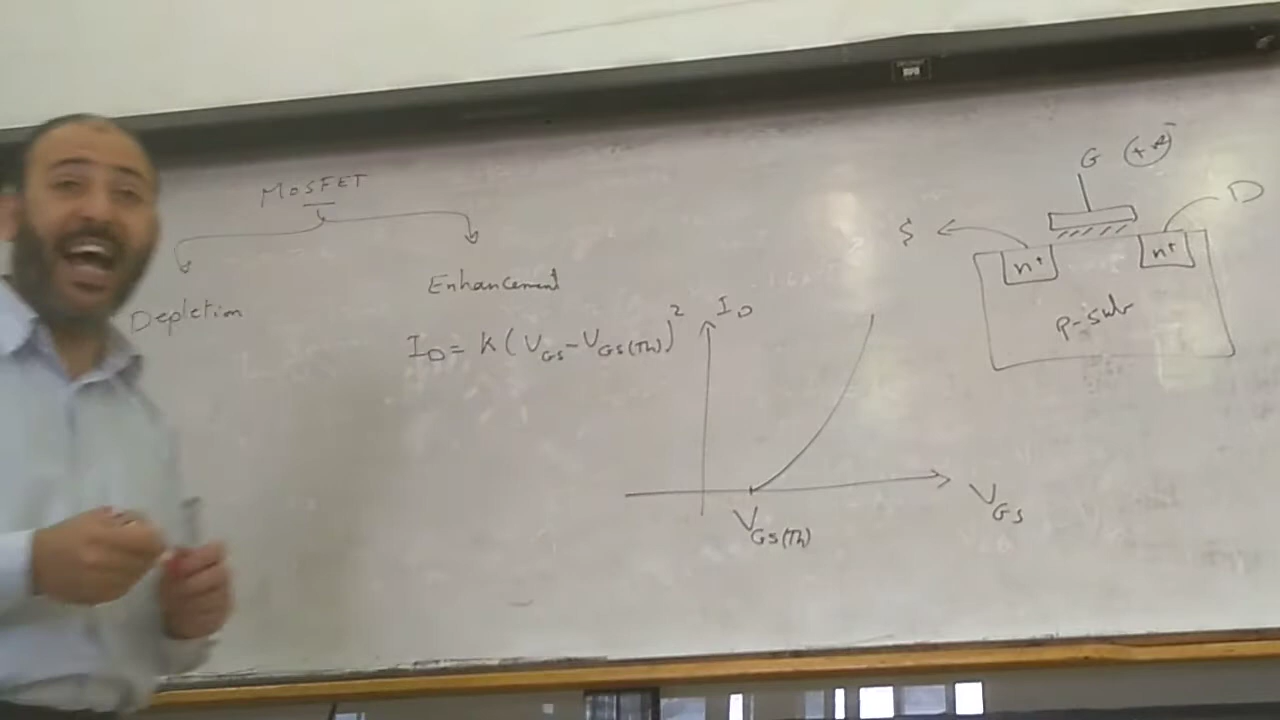 MOSFET
Depletion
Enhancement
I_D = K(V_GS - V_GS(Th))²
I_D
V_GS(Th)
V_GS
G
S
D
n⁺
n⁺
p-sub